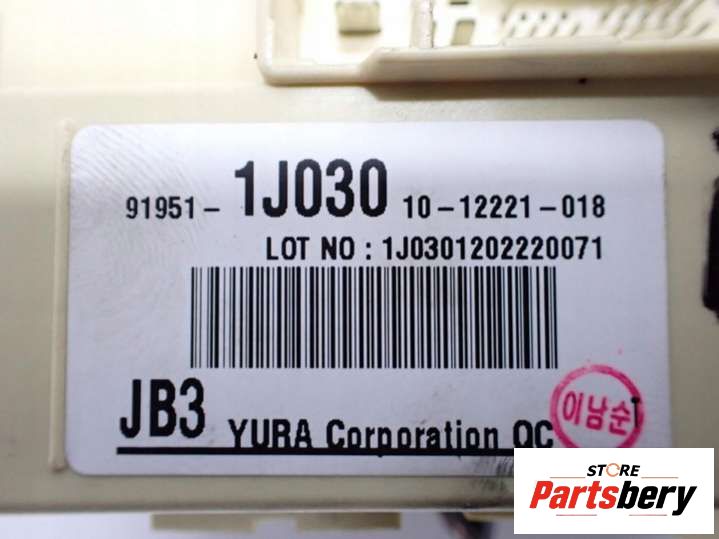 91951- 1J030 10-12221-018
LOT NO : 1J0301202220071
JB3 YURA Corporation QC
이남순
STORE
Partsbery